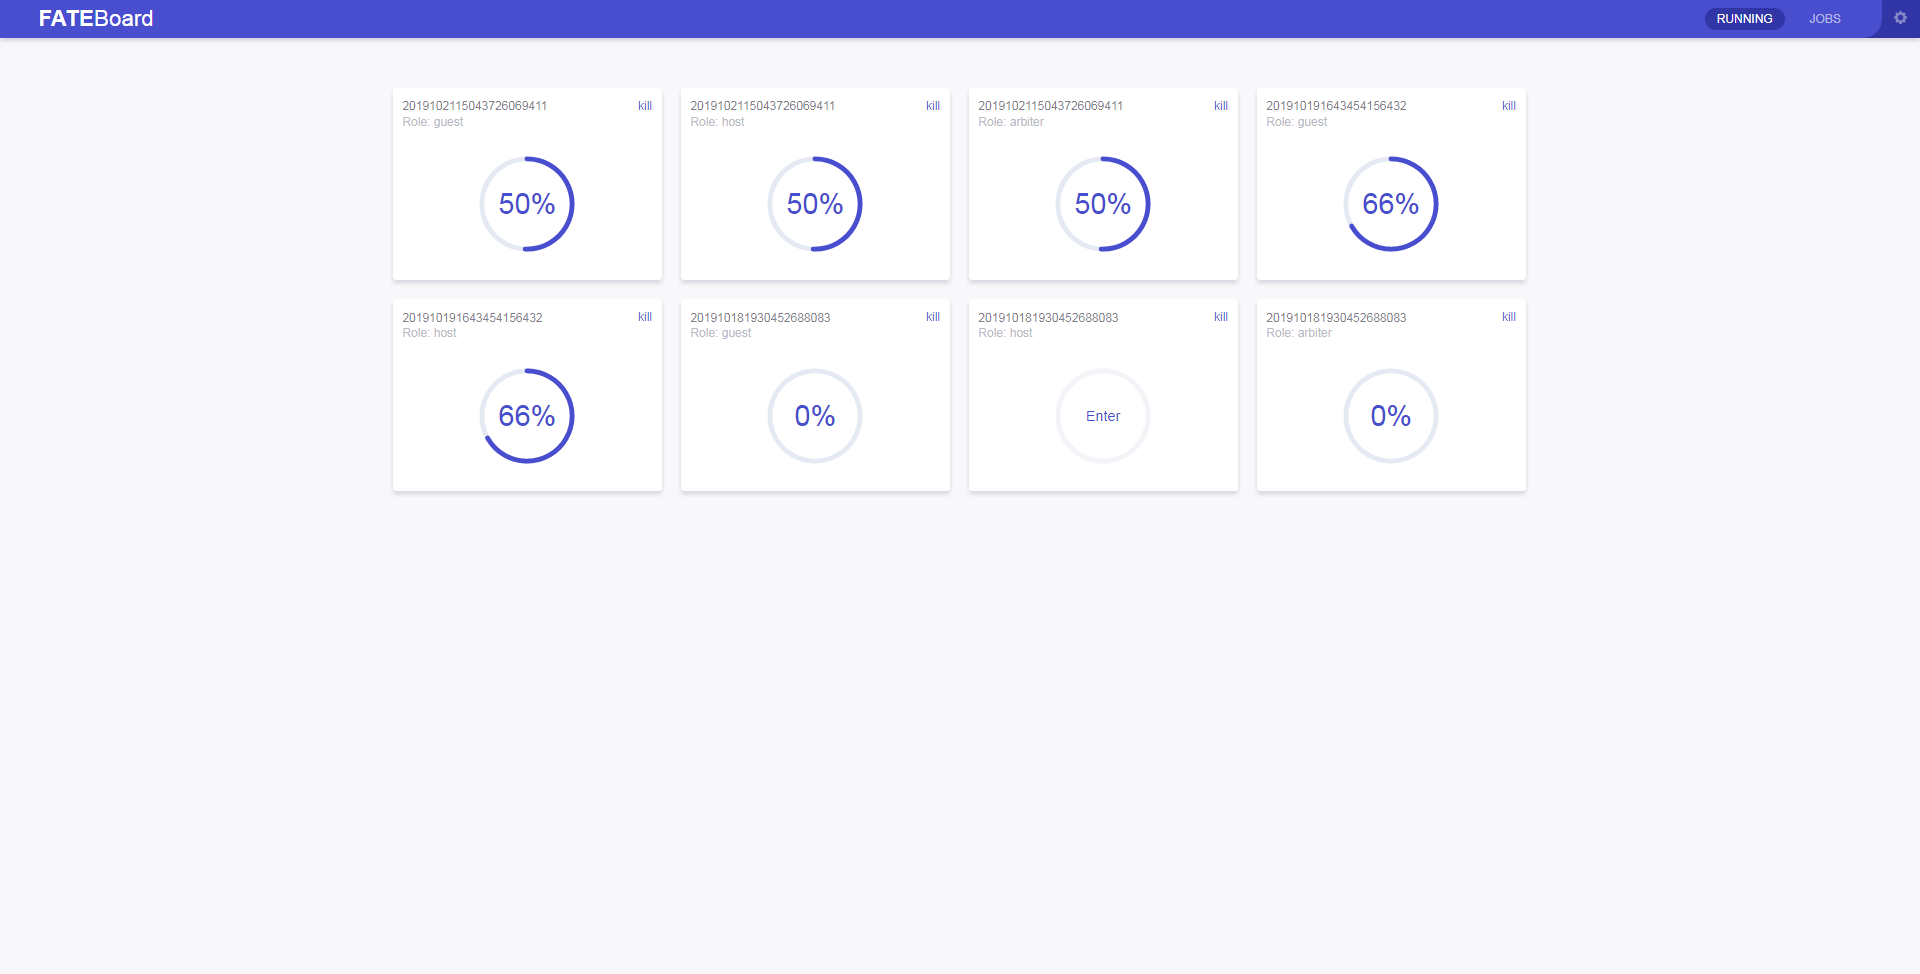 FATEBoard
RUNNING
JOBS
2019102115043726069411 kill
Role: guest
50%
2019102115043726069411 kill
Role: host
50%
2019102115043726069411 kill
Role: arbiter
50%
201910191643454156432 kill
Role: guest
66%
201910191643454156432 kill
Role: host
66%
201910181930452688083 kill
Role: guest
0%
201910181930452688083 kill
Role: host
Enter
201910181930452688083 kill
Role: arbiter
0%